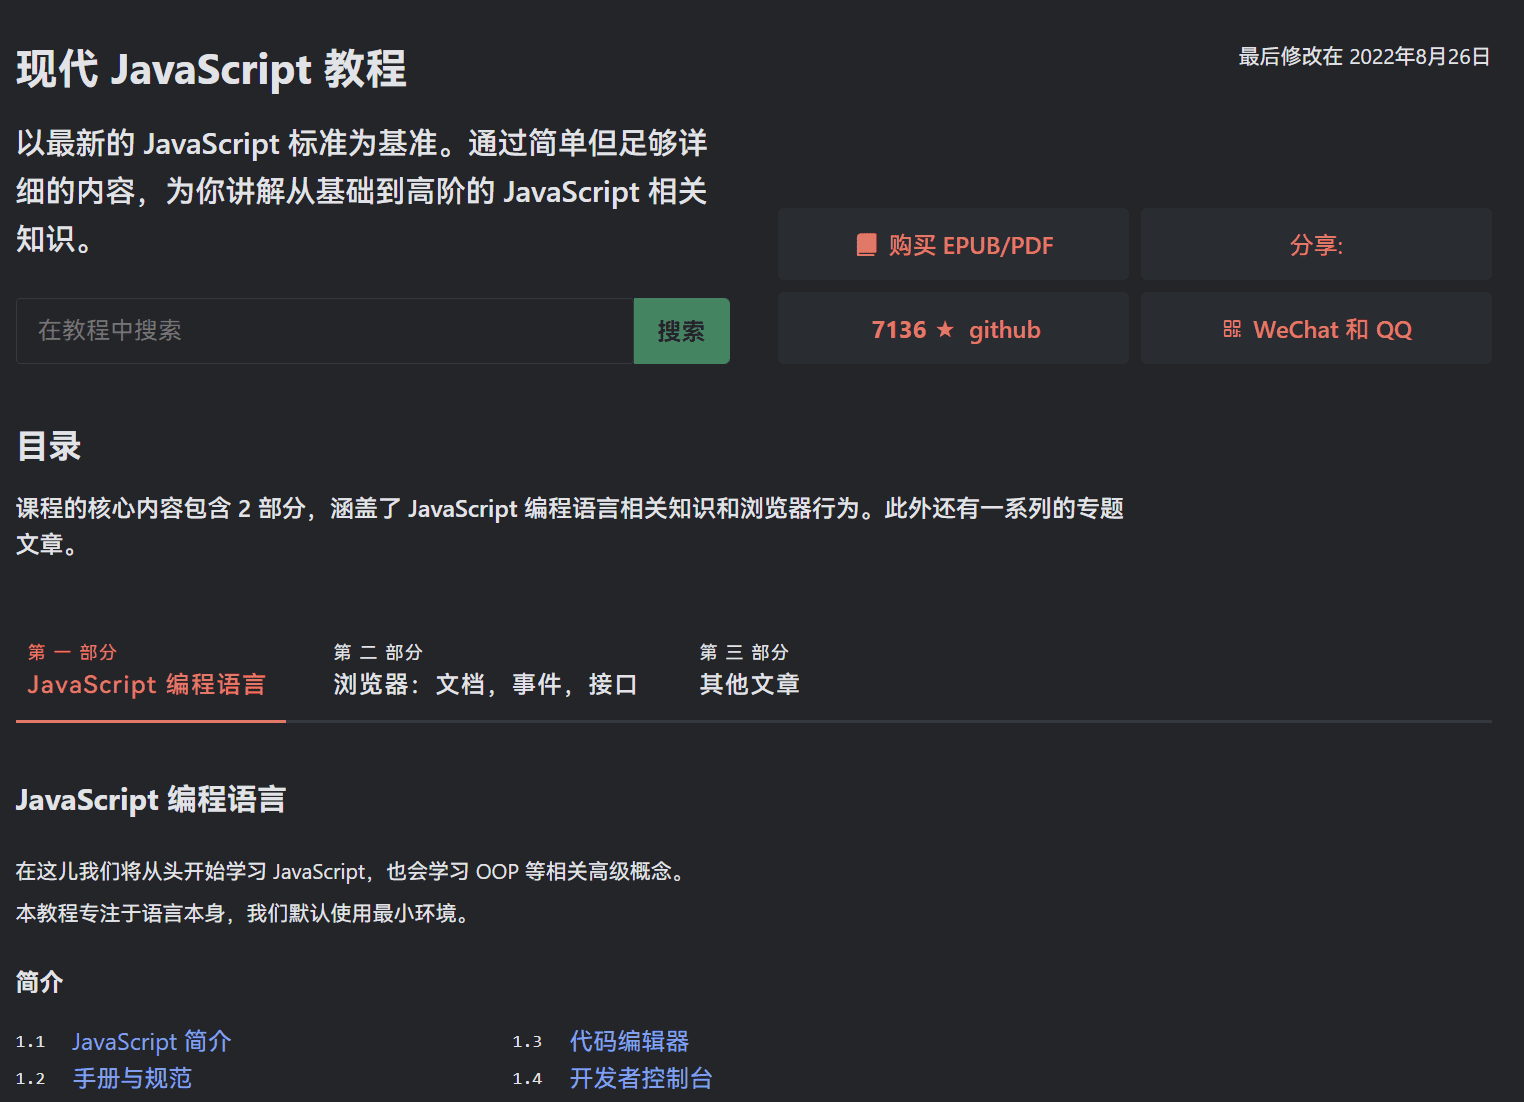 现代 JavaScript 教程
最后修改在 2022年8月26日
以最新的 JavaScript 标准为基准。通过简单但足够详
细的内容，为你讲解从基础到高阶的 JavaScript 相关
知识。
购买 EPUB/PDF
分享:
在教程中搜索
搜索
7136 ★ github
WeChat 和 QQ
目录
课程的核心内容包含 2 部分，涵盖了 JavaScript 编程语言相关知识和浏览器行为。此外还有一系列的专题
文章。
第 一 部分
JavaScript 编程语言
第 二 部分
浏览器：文档，事件，接口
第 三 部分
其他文章
JavaScript 编程语言
在这儿我们将从头开始学习 JavaScript，也会学习 OOP 等相关高级概念。
本教程专注于语言本身，我们默认使用最小环境。
简介
1.1 JavaScript 简介
1.2 手册与规范
1.3 代码编辑器
1.4 开发者控制台